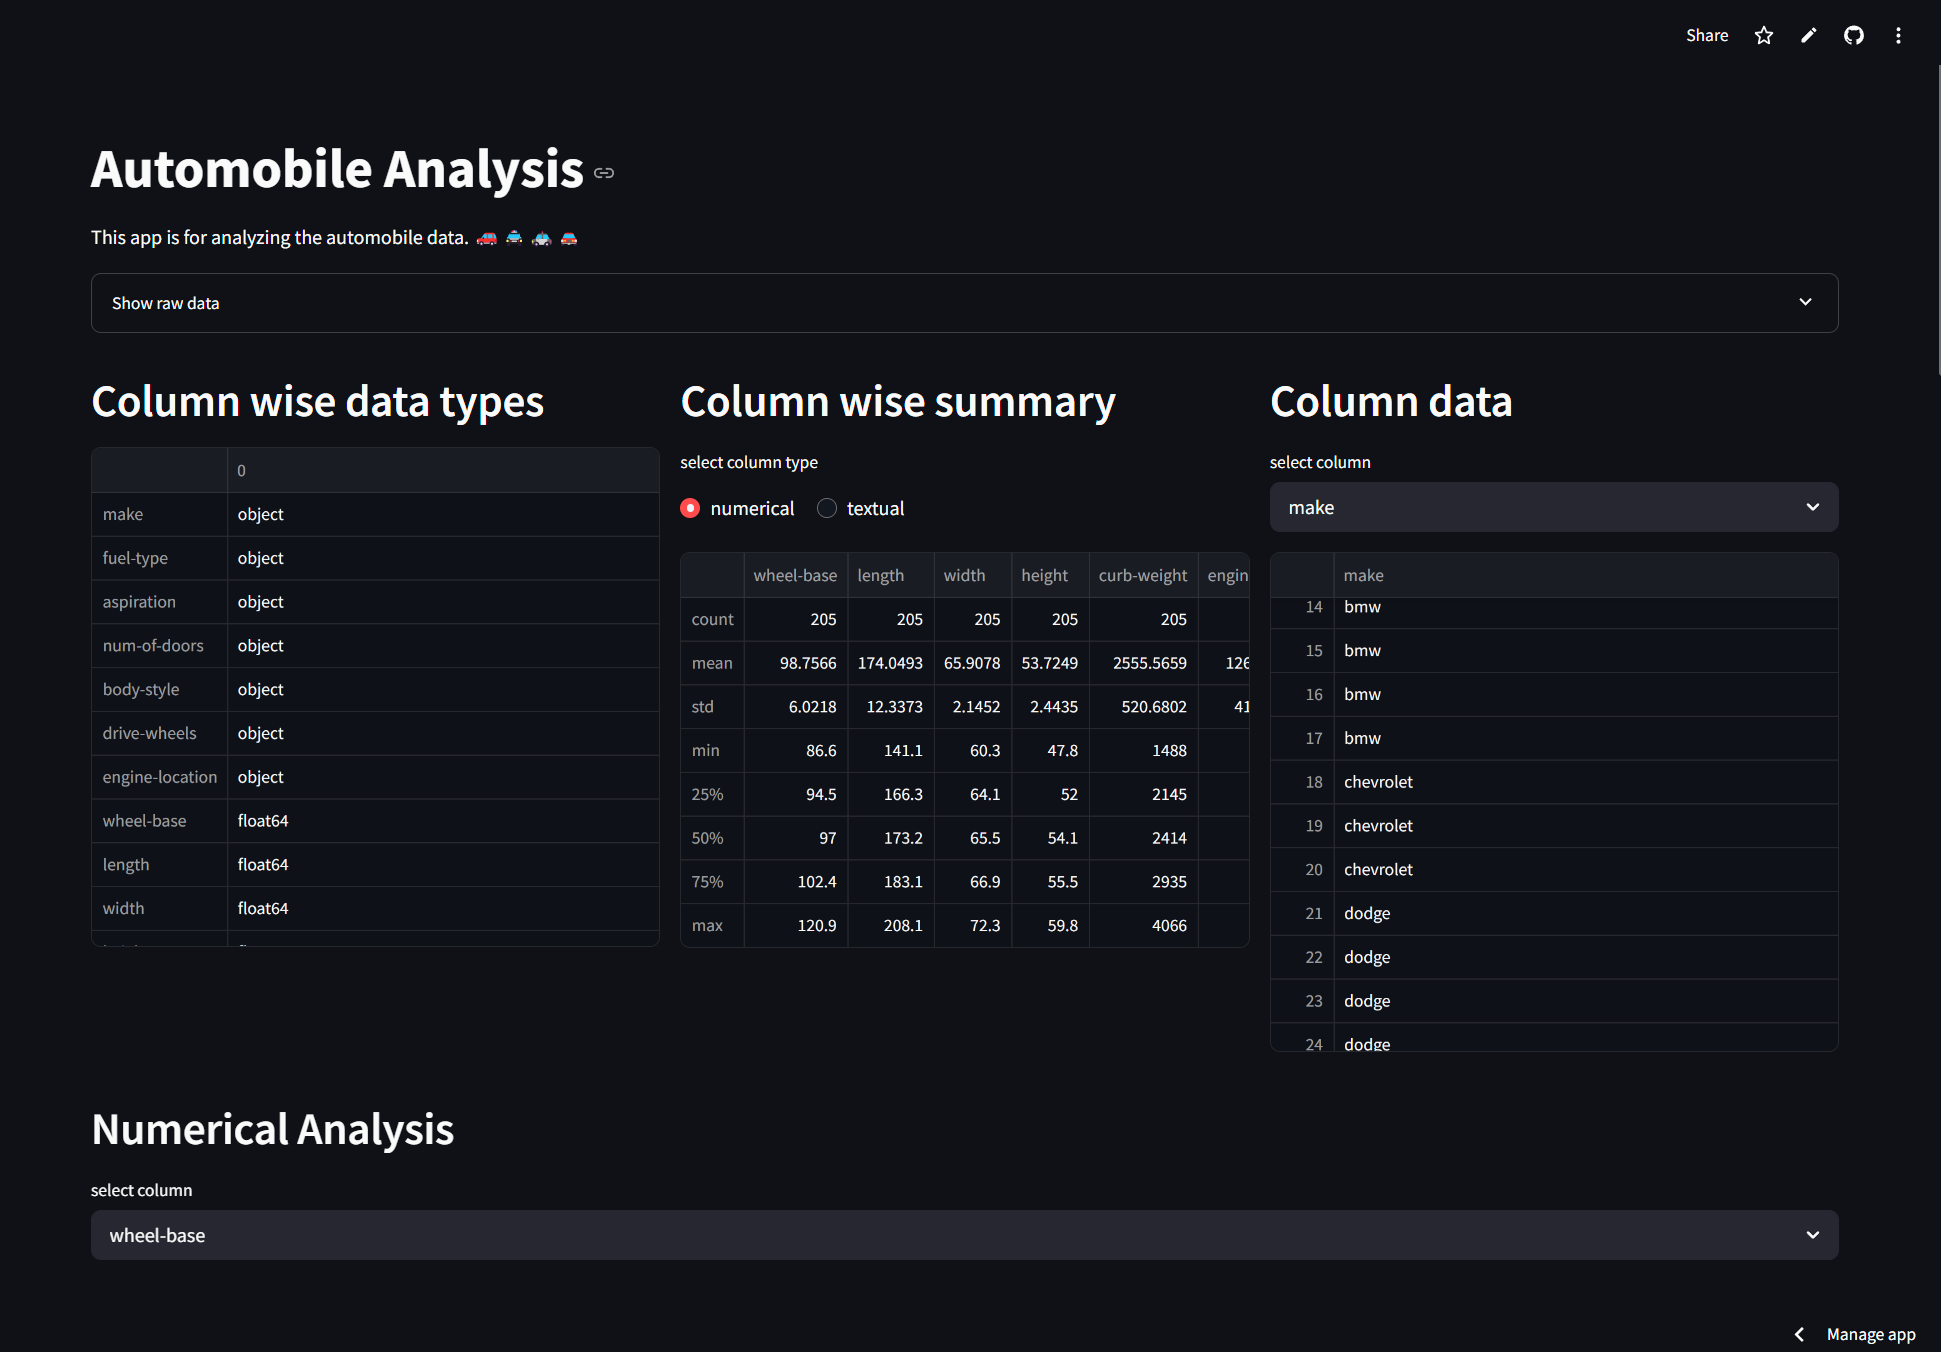 Share
Automobile Analysis
This app is for analyzing the automobile data.
Show raw data
Column wise data types
0
make object
fuel-type object
aspiration object
num-of-doors object
body-style object
drive-wheels object
engine-location object
wheel-base float64
length float64
width float64
Column wise summary
select column type
numerical textual
wheel-base length width height curb-weight engin
count 205 205 205 205 205
mean 98.7566 174.0493 65.9078 53.7249 2555.5659 126
std 6.0218 12.3373 2.1452 2.4435 520.6802 41
min 86.6 141.1 60.3 47.8 1488
25% 94.5 166.3 64.1 52 2145
50% 97 173.2 65.5 54.1 2414
75% 102.4 183.1 66.9 55.5 2935
max 120.9 208.1 72.3 59.8 4066
Column data
select column
make
make
14 bmw
15 bmw
16 bmw
17 bmw
18 chevrolet
19 chevrolet
20 chevrolet
21 dodge
22 dodge
23 dodge
24 dodge
Numerical Analysis
select column
wheel-base
Manage app